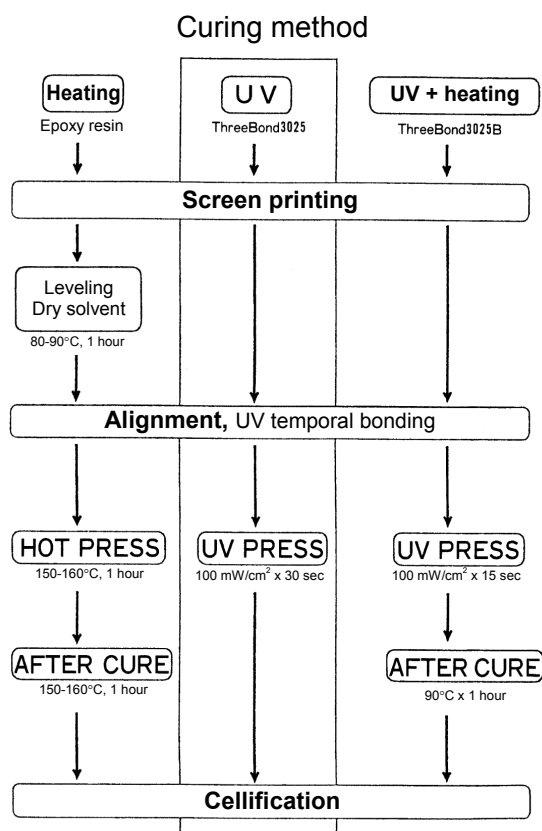 Curing method
Heating
UV
UV + heating
Epoxy resin
ThreeBond3025
ThreeBond3025B
Screen printing
Leveling
Dry solvent
80-90°C, 1 hour
Alignment, UV temporal bonding
HOT PRESS
UV PRESS
UV PRESS
150-160°C, 1 hour
100 mW/cm² x 30 sec
100 mW/cm² x 15 sec
AFTER CURE
AFTER CURE
150-160°C, 1 hour
90°C x 1 hour
Cellification